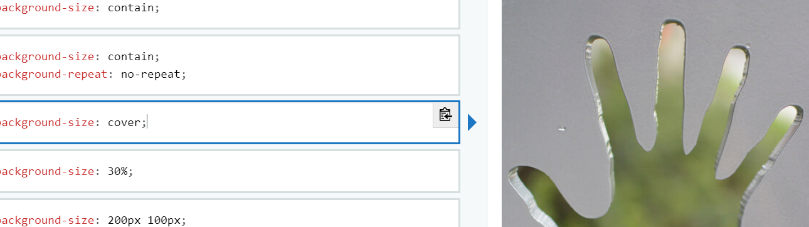 ackground-size: contain;
ackground-size: contain;
ackground-repeat: no-repeat;
ackground-size: cover;
ackground-size: 30%;
ackground-size: 200px 100px;